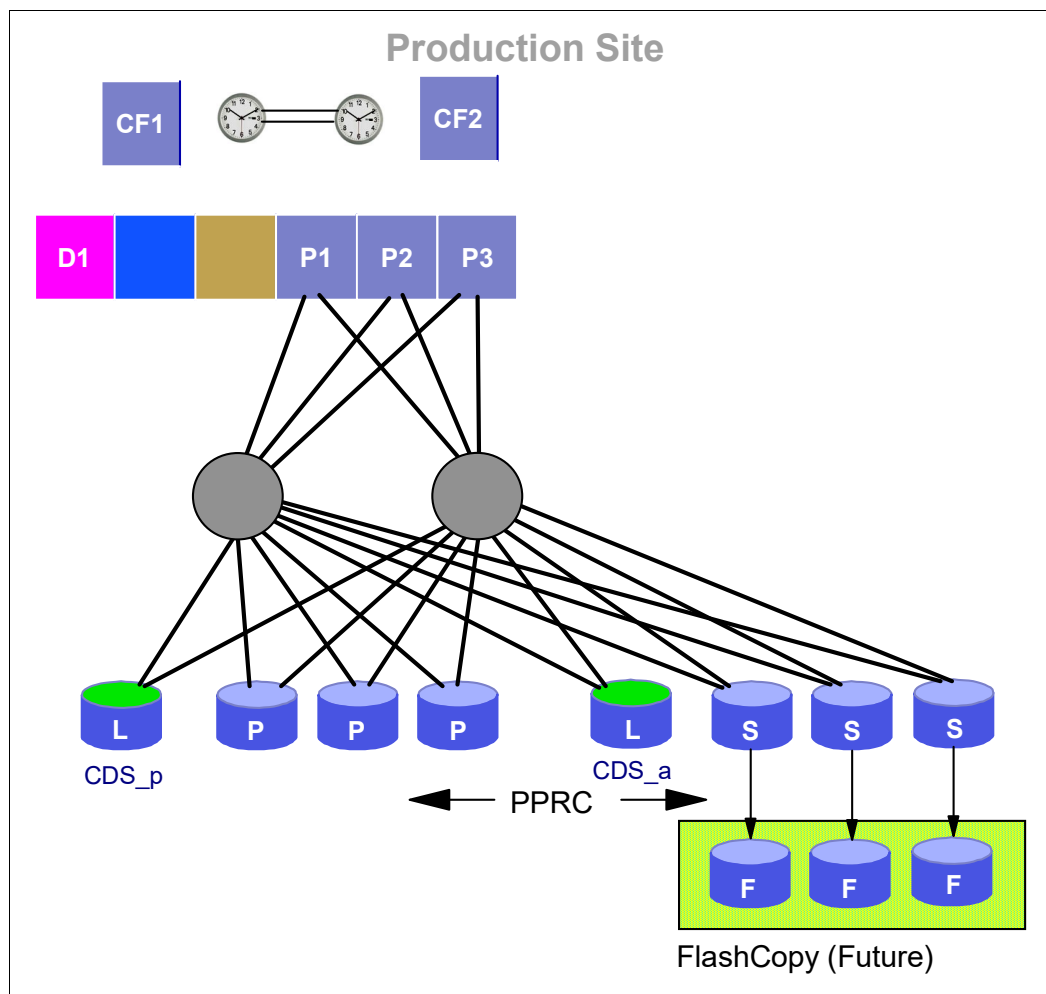 Production Site
CF1
CF2
D1
P1
P2
P3
L
P
P
P
L
S
S
S
CDS_p
CDS_a
PPRC
F
F
F
FlashCopy (Future)